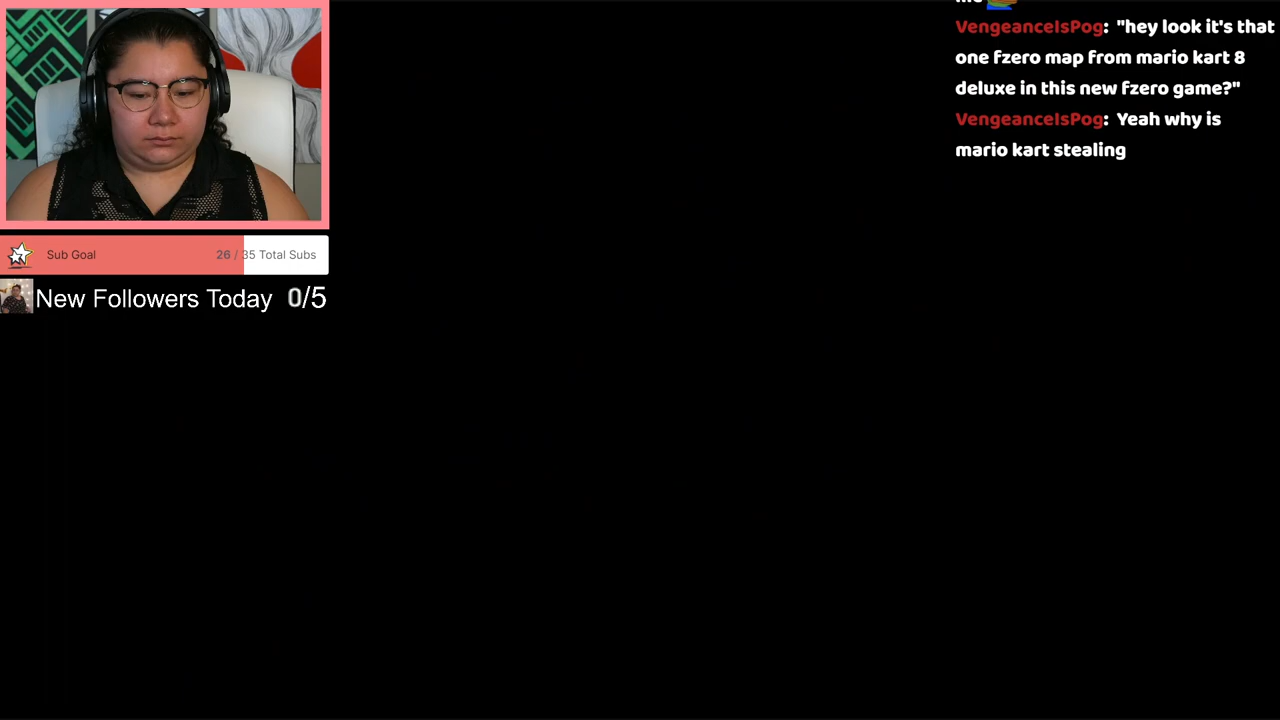 VengeanceIsPog: "hey look it's that
one fzero map from mario kart 8
deluxe in this new fzero game?"
VengeanceIsPog: Yeah why is
mario kart stealing
Sub Goal 26 / 35 Total Subs
New Followers Today 0/5